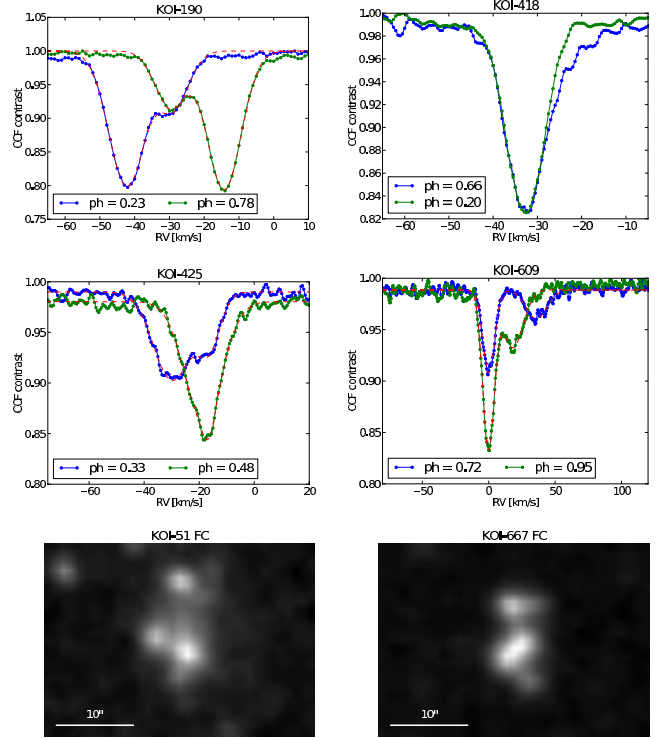 KOI-190
KOI-418
1.05
1.00
0.95
0.90
0.85
0.80
0.75
CCF contrast
ph = 0.23
ph = 0.78
−60 −50 −40 −30 −20 −10 0 10
RV [km/s]
1.00
0.98
0.96
0.94
0.92
0.90
0.88
0.86
0.84
0.82
CCF contrast
ph = 0.66
ph = 0.20
−60 −50 −40 −30 −20 −10
RV [km/s]
KOI-425
KOI-609
1.00
0.95
0.90
0.85
0.80
CCF contrast
ph = 0.33
ph = 0.48
−60 −40 −20 0 20
RV [km/s]
1.00
0.95
0.90
0.85
0.80
CCF contrast
ph = 0.72
ph = 0.95
−50 0 50 100
RV [km/s]
KOI-51 FC
KOI-667 FC
10"
10"